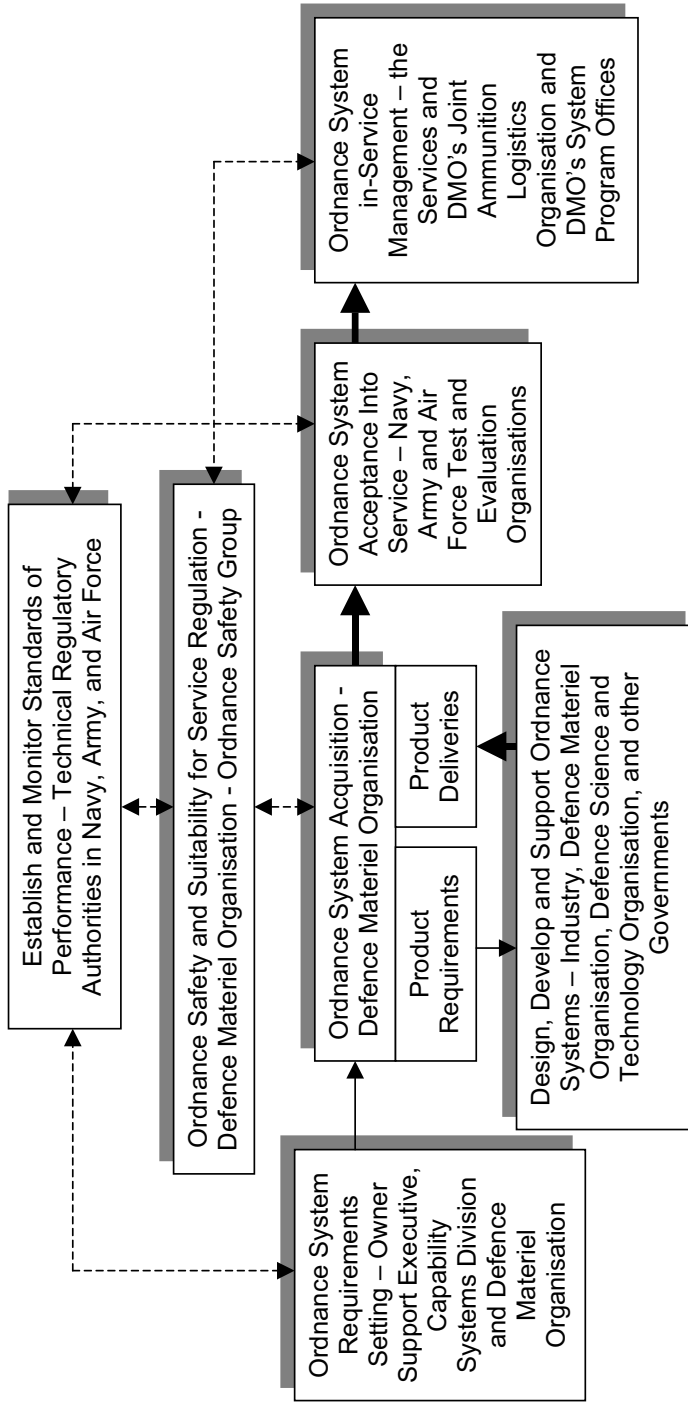 Establish and Monitor Standards of
Performance – Technical Regulatory
Authorities in Navy, Army, and Air Force
Ordnance Safety and Suitability for Service Regulation -
Defence Materiel Organisation - Ordnance Safety Group
Ordnance System
Requirements
Setting – Owner
Support Executive,
Capability
Systems Division
and Defence
Materiel
Organisation
Ordnance System Acquisition -
Defence Materiel Organisation
Product
Requirements
Product
Deliveries
Ordnance System
Acceptance Into
Service – Navy,
Army and Air
Force Test and
Evaluation
Organisations
Ordnance System
in-Service
Management – the
Services and
DMO's Joint
Ammunition
Logistics
Organisation and
DMO's System
Program Offices
Design, Develop and Support Ordnance
Systems – Industry, Defence Materiel
Organisation, Defence Science and
Technology Organisation, and other
Governments